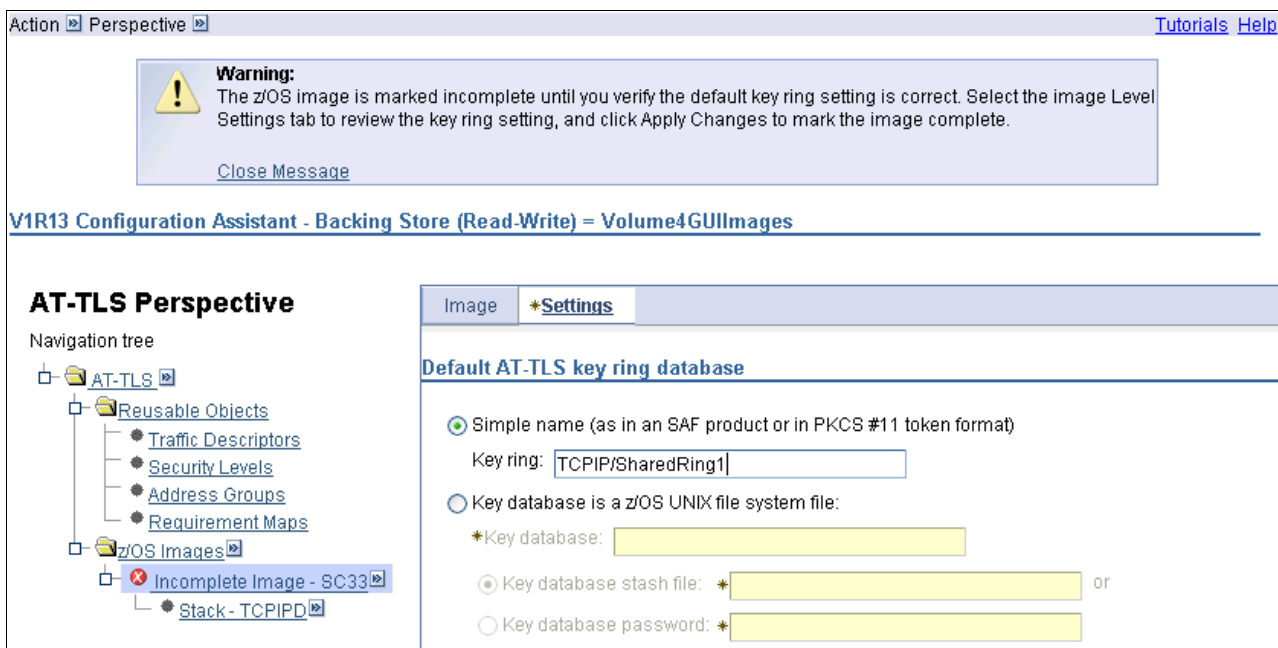 Action Perspective Tutorials Help
Warning:
The z/OS image is marked incomplete until you verify the default key ring setting is correct. Select the image Level
Settings tab to review the key ring setting, and click Apply Changes to mark the image complete.
Close Message
V1R13 Configuration Assistant - Backing Store (Read-Write) = Volume4GUIImages
AT-TLS Perspective
Navigation tree
AT-TLS
Reusable Objects
Traffic Descriptors
Security Levels
Address Groups
Requirement Maps
z/OS Images
Incomplete Image - SC33
Stack - TCPIPD
Image *Settings
Default AT-TLS key ring database
Simple name (as in an SAF product or in PKCS #11 token format)
Key ring: TCPIP/SharedRing1
Key database is a z/OS UNIX file system file:
*Key database:
Key database stash file: * or
Key database password: *